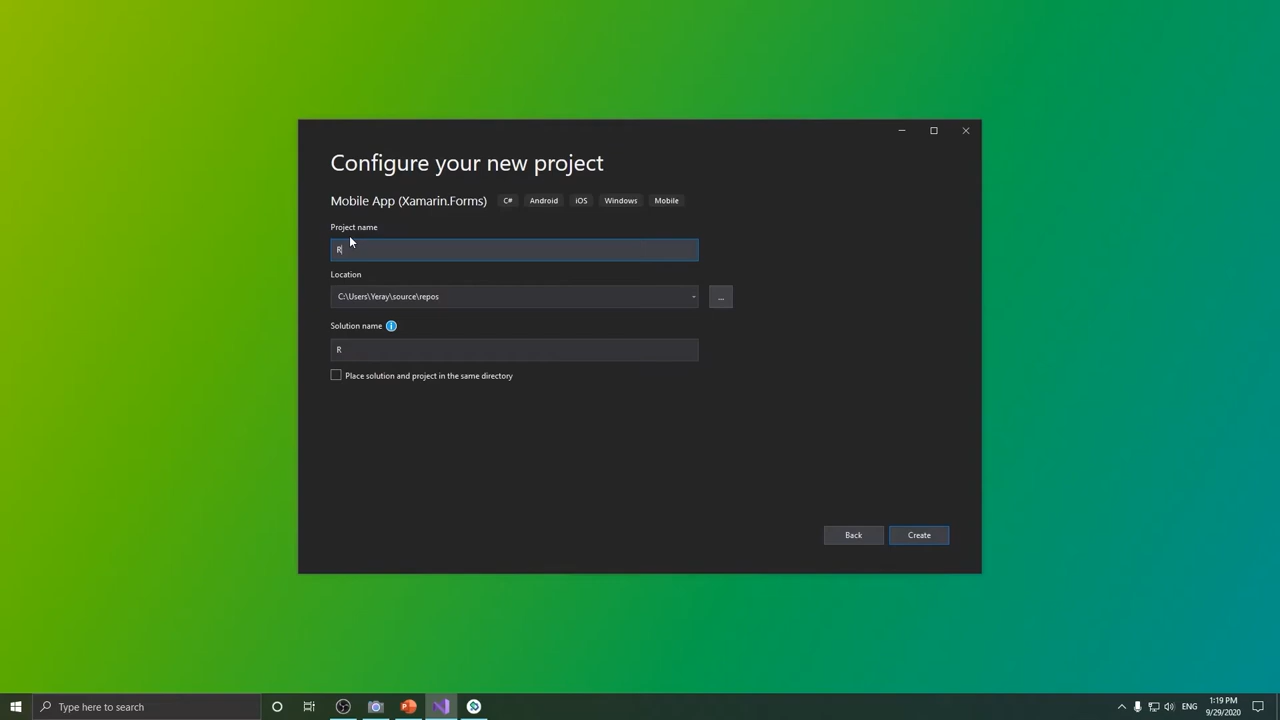 Configure your new project
Mobile App (Xamarin.Forms) C# Android iOS Windows Mobile
Project name
R
Location
C:\Users\Yeray\source\repos
...
Solution name
R
Place solution and project in the same directory
Back Create
Type here to search
ENG
1:19 PM
9/29/2020